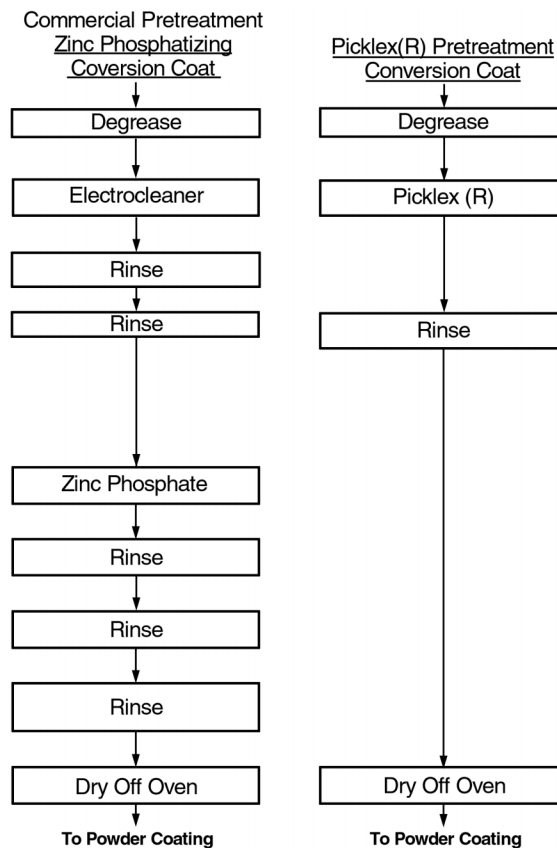 Commercial Pretreatment
Zinc Phosphatizing
Coversion Coat
Degrease
Electrocleaner
Rinse
Rinse
Zinc Phosphate
Rinse
Rinse
Rinse
Dry Off Oven
To Powder Coating
Picklex(R) Pretreatment
Conversion Coat
Degrease
Picklex (R)
Rinse
Dry Off Oven
To Powder Coating